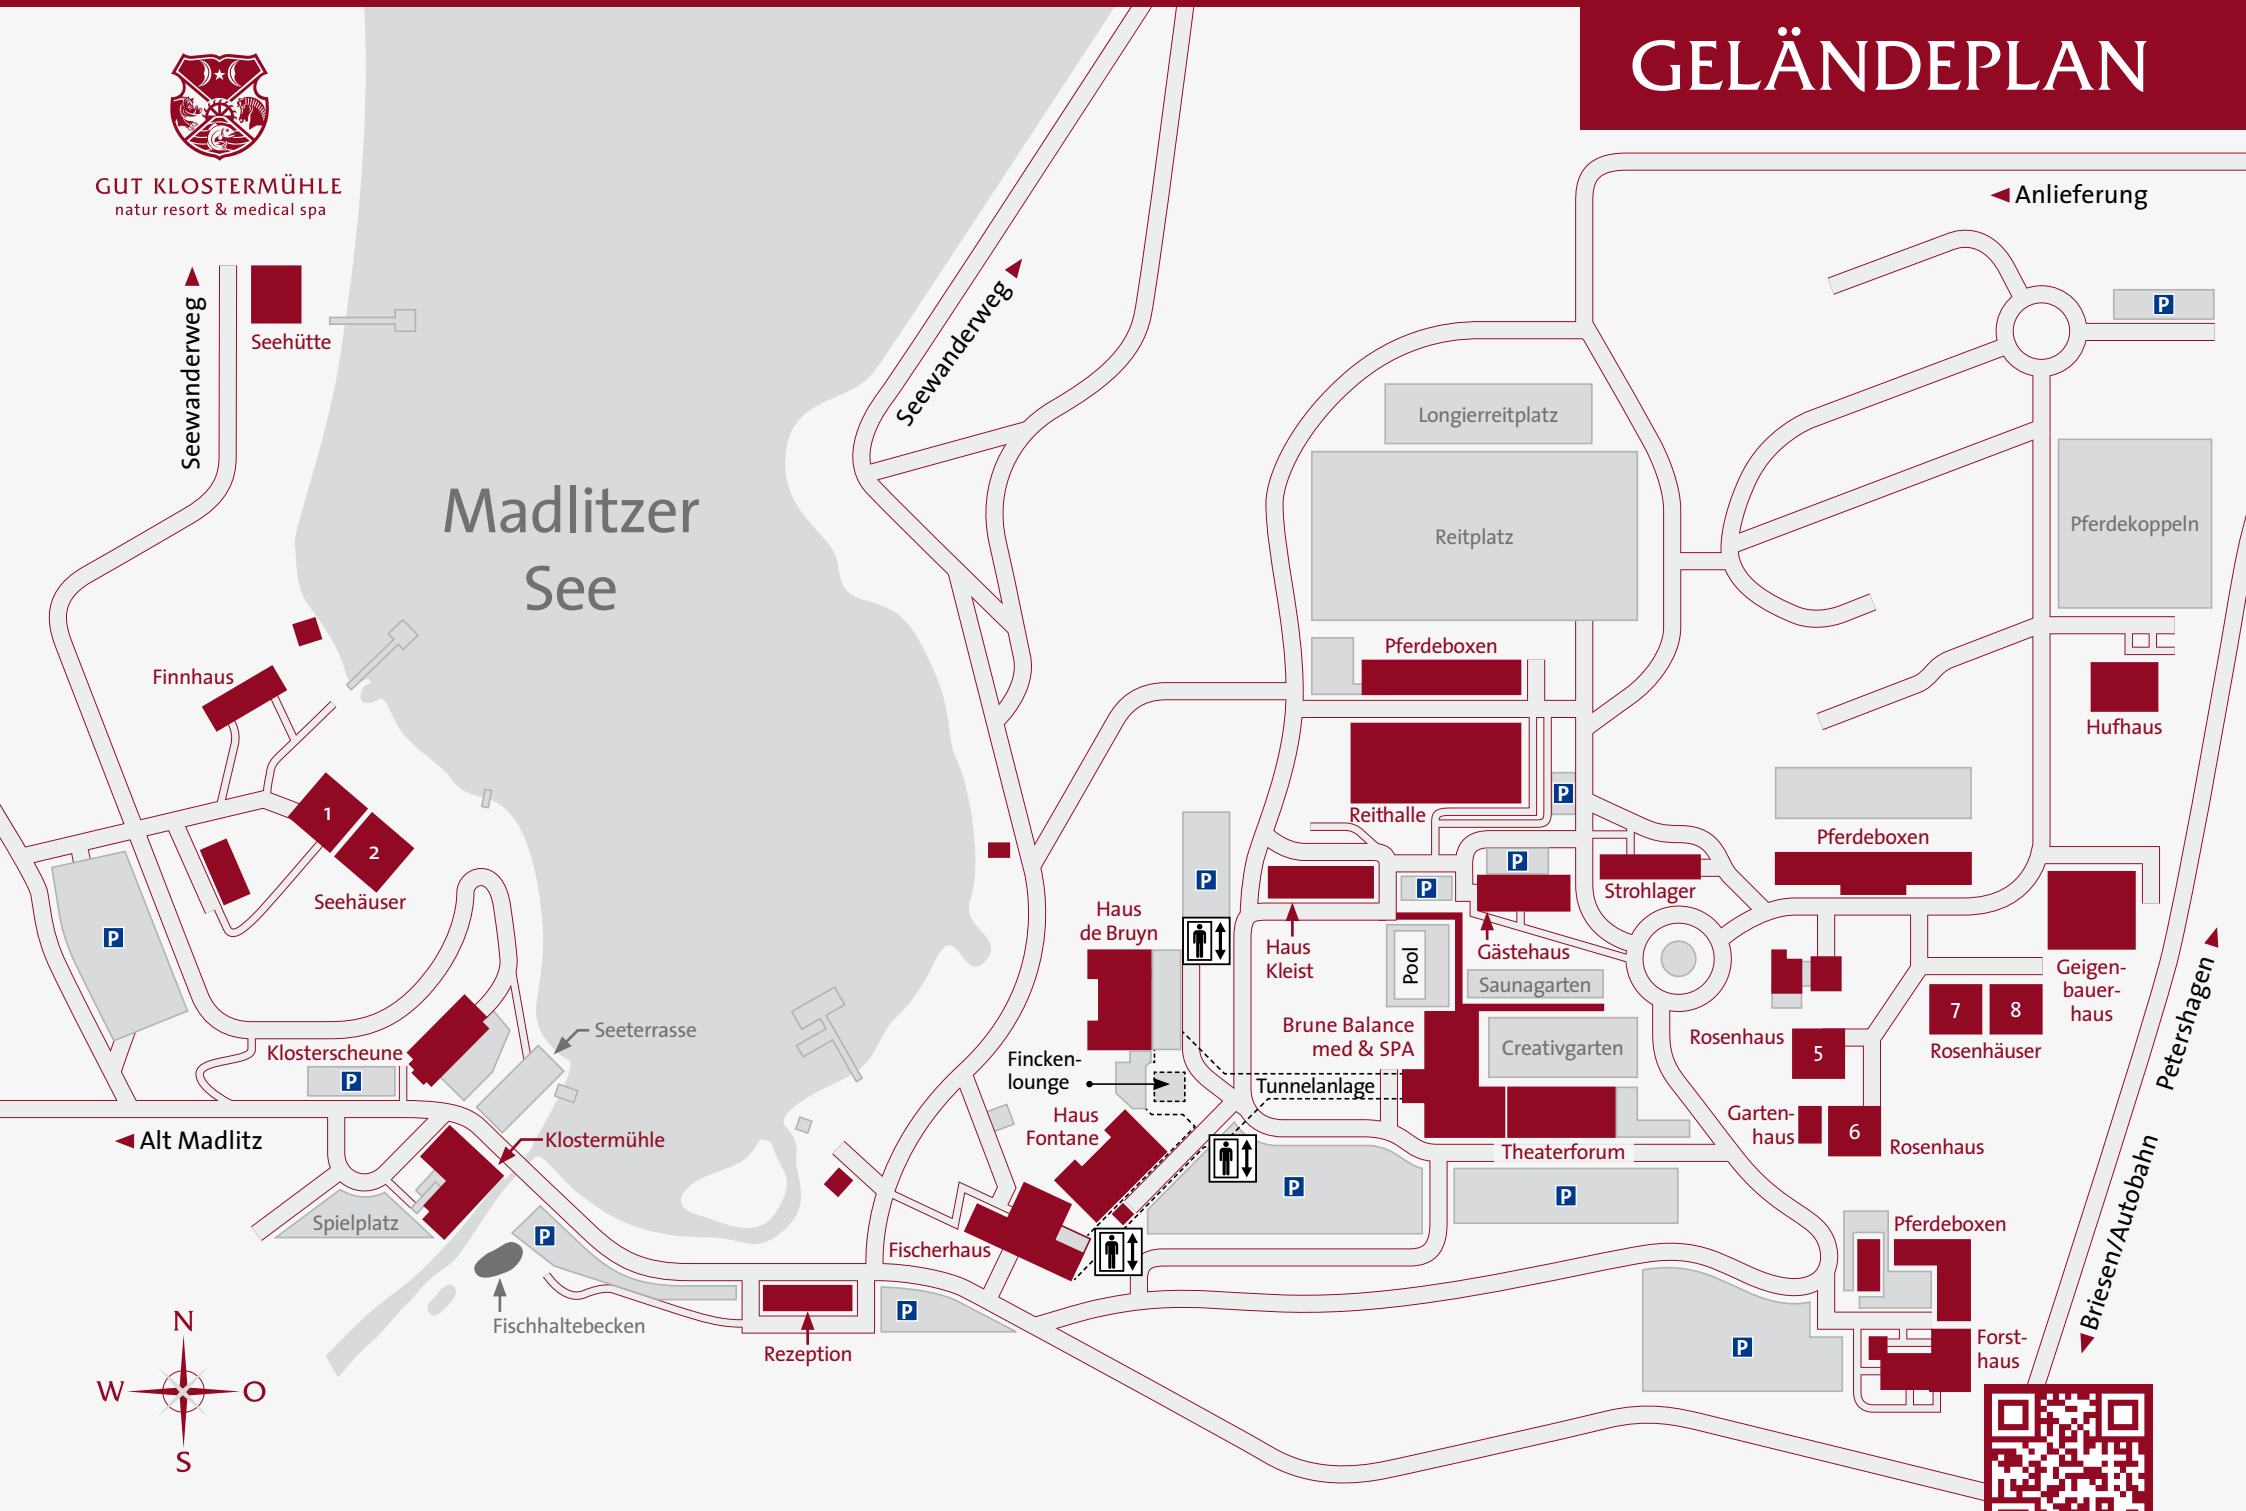 GELÄNDEPLAN
GUT KLOSTERMÜHLE
natur resort & medical spa
Anlieferung
Seewanderweg
Seehütte
Seewanderweg
P
Longierreitplatz
Reitplatz
Pferdekoppeln
Madlitzer
See
Finnhaus
Pferdeboxen
Hufhaus
Reithalle
P
1
2
Seehäuser
P
Pferdeboxen
P
P
P
Strohlager
Haus
de Bruyn
Haus
Kleist
Pool
Gästehaus
Saunagarten
Geigen-
bauer-
haus
Petershagen
7
8
Rosenhäuser
Seeterrasse
Klosterscheune
P
Brune Balance
med & SPA
Creativgarten
Rosenhaus
5
Fincken-
lounge
Tunnelanlage
Haus
Fontane
Garten-
haus
6
Rosenhaus
Alt Madlitz
Klostermühle
Theaterforum
P
P
Spielplatz
P
Fischerhaus
Pferdeboxen
Briesen/Autobahn
Fischhaltebecken
Rezeption
P
P
Forst-
haus
N
W
O
S